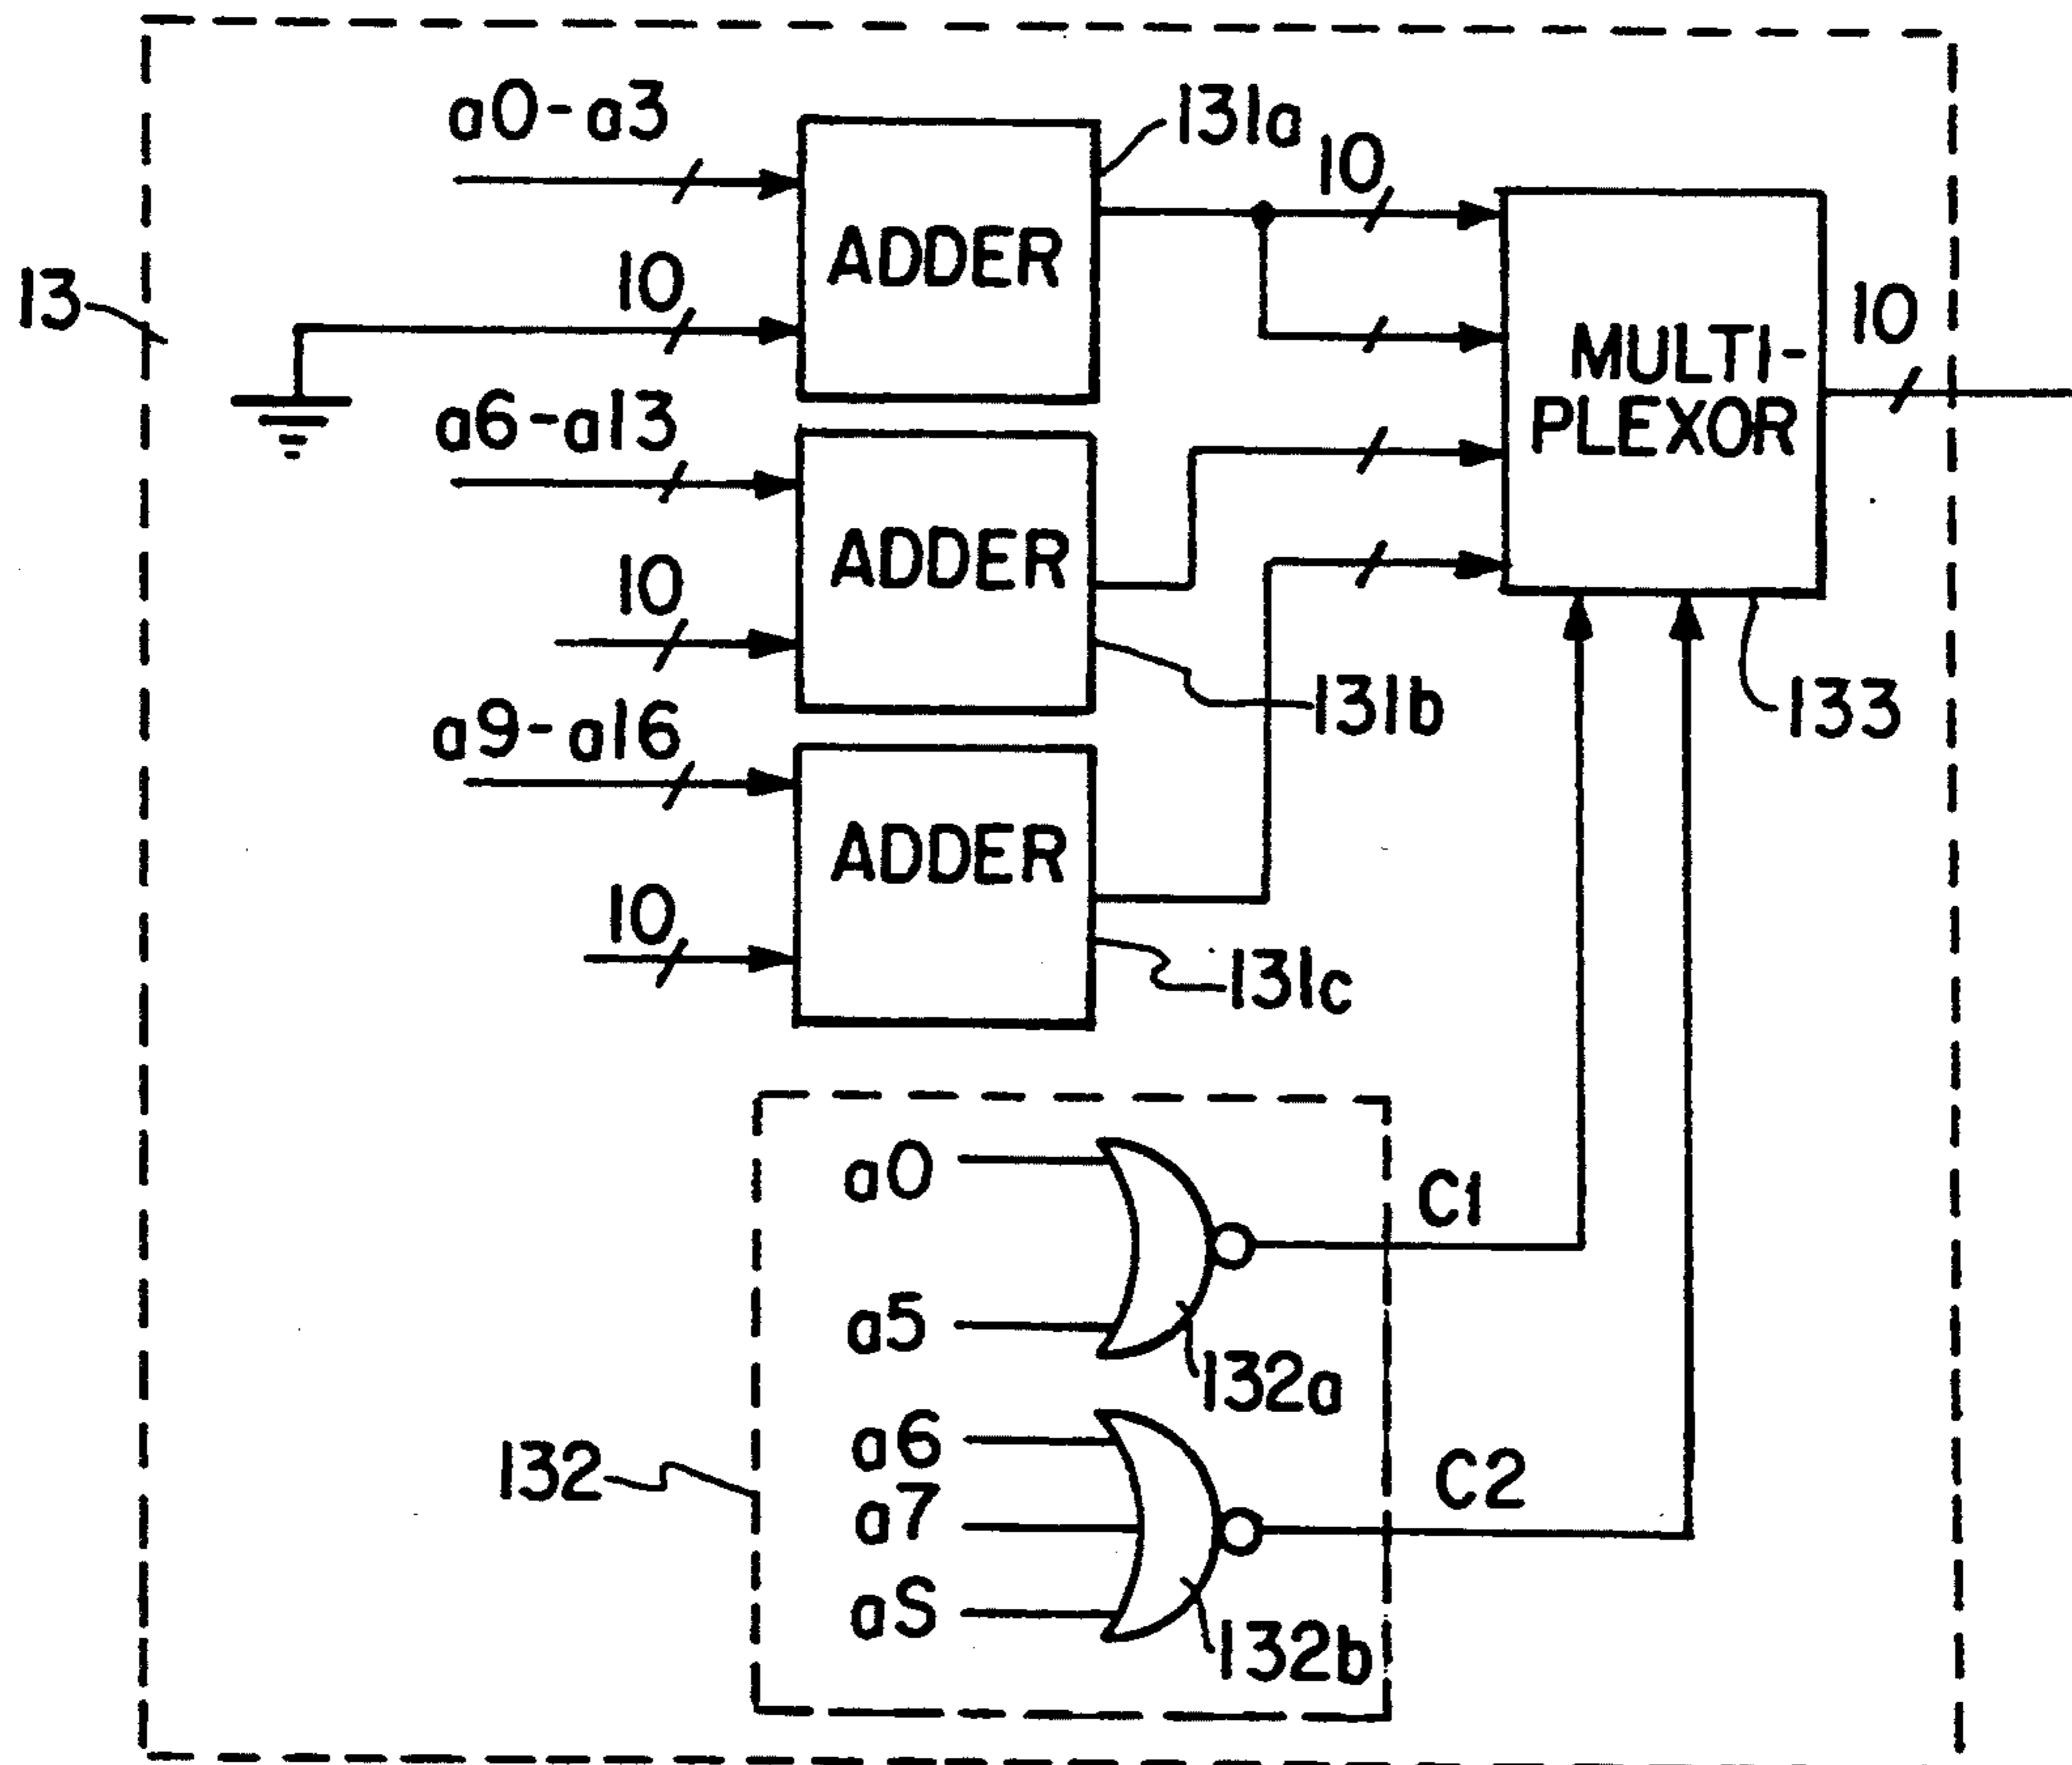 a0-a3
131a
10
ADDER
10
13
MULTI-
PLEXOR
10
a6-a13
ADDER
10
131b
133
a9-a16
ADDER
10
131c
a0
C1
a5
132a
132
a6
a7
aS
C2
132b